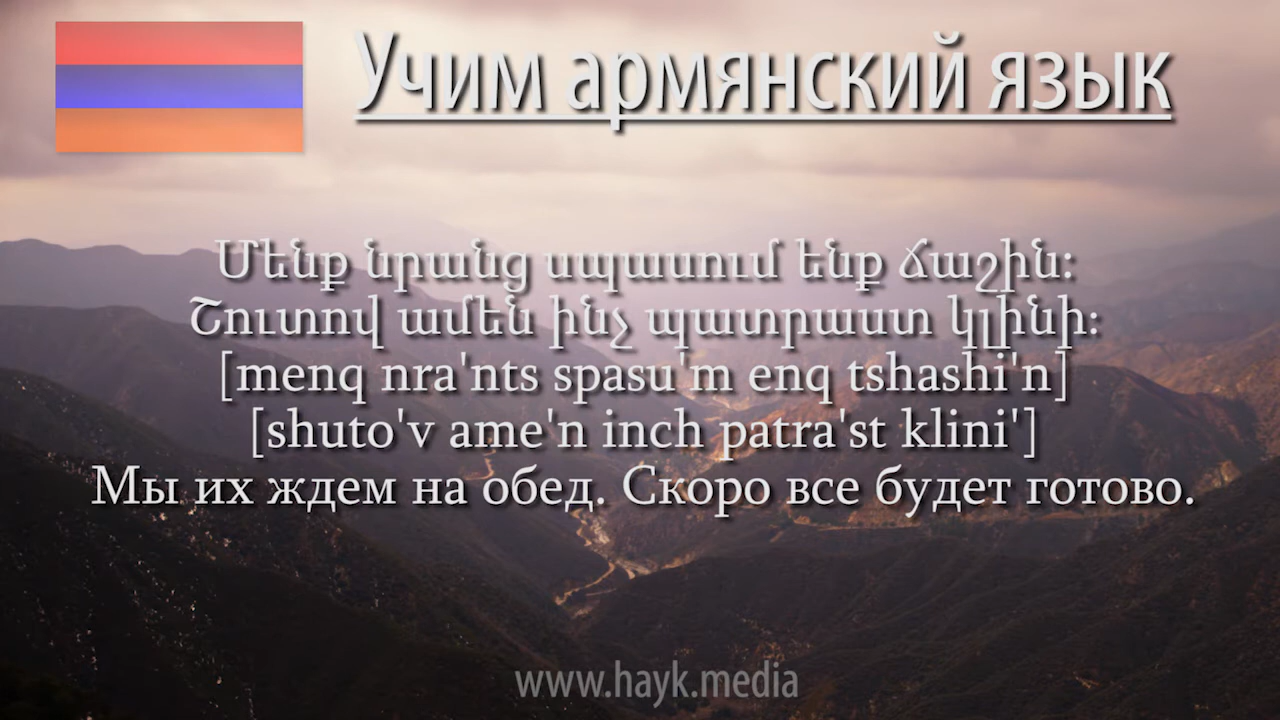 Учим армянский язык
Մենք նրանց սպասում ենք ճաշին:
Շուտով ամեն ինչ պատրաստ կլինի:
[menq nra'nts spasu'm enq tshashi'n]
[shuto'v ame'n inch patra'st klini']
Мы их ждем на обед. Скоро все будет готово.
www.hayk.media